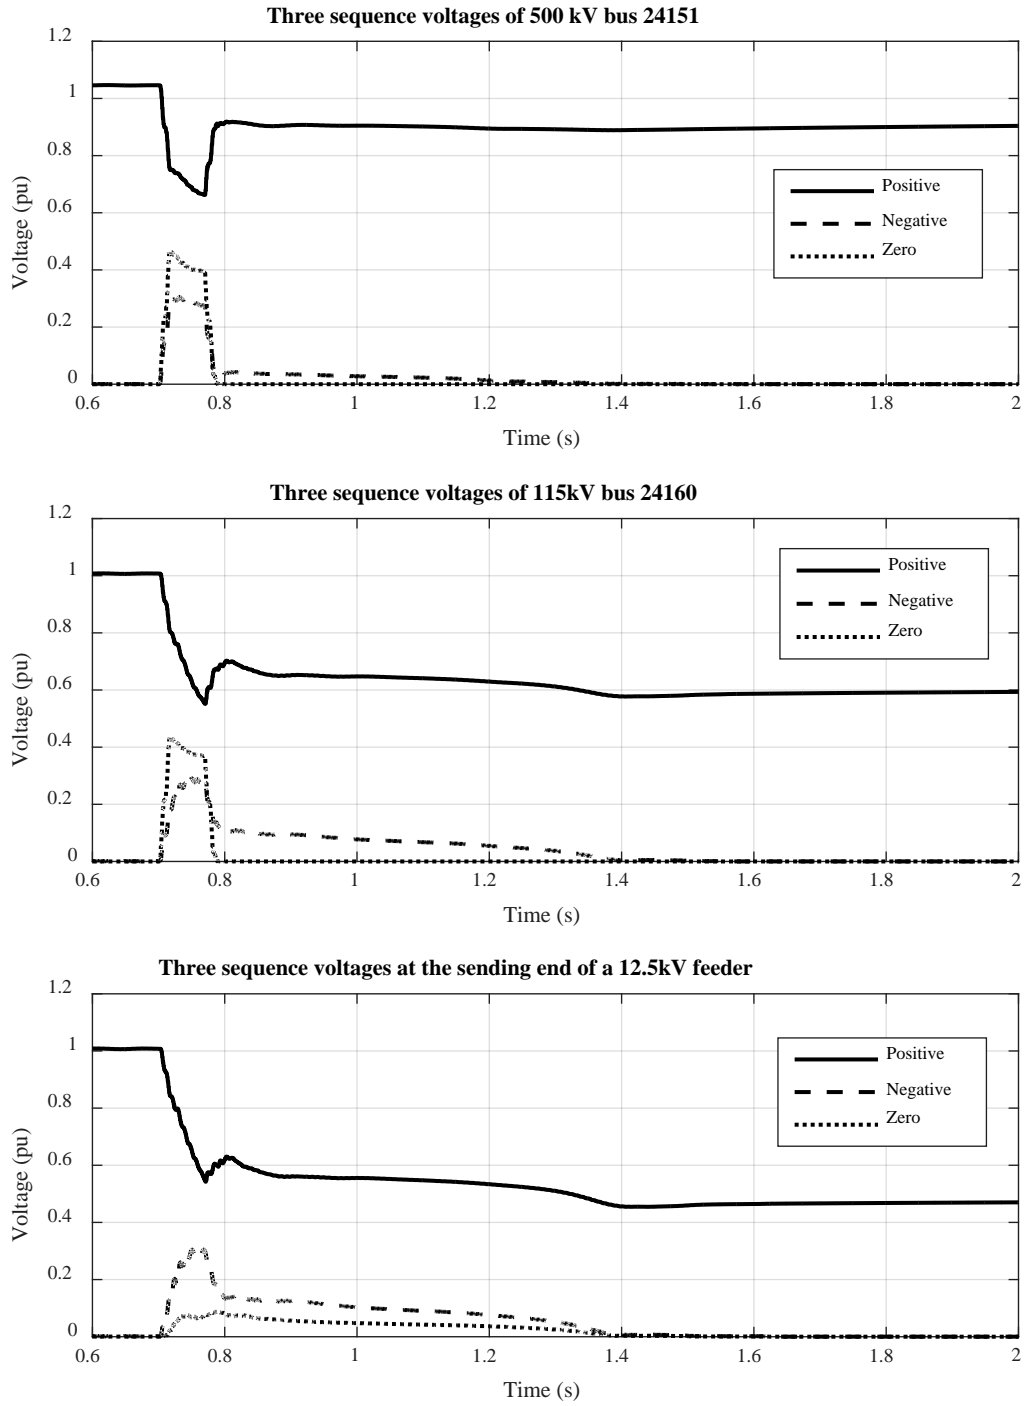 Three sequence voltages of 500 kV bus 24151
1.2
1
0.8
0.6
0.4
0.2
0
Voltage (pu)
Positive
Negative
Zero
0.6 0.8 1 1.2 1.4 1.6 1.8 2
Time (s)
Three sequence voltages of 115kV bus 24160
1.2
1
0.8
0.6
0.4
0.2
0
Voltage (pu)
Positive
Negative
Zero
0.6 0.8 1 1.2 1.4 1.6 1.8 2
Time (s)
Three sequence voltages at the sending end of a 12.5kV feeder
1.2
1
0.8
0.6
0.4
0.2
0
Voltage (pu)
Positive
Negative
Zero
0.6 0.8 1 1.2 1.4 1.6 1.8 2
Time (s)